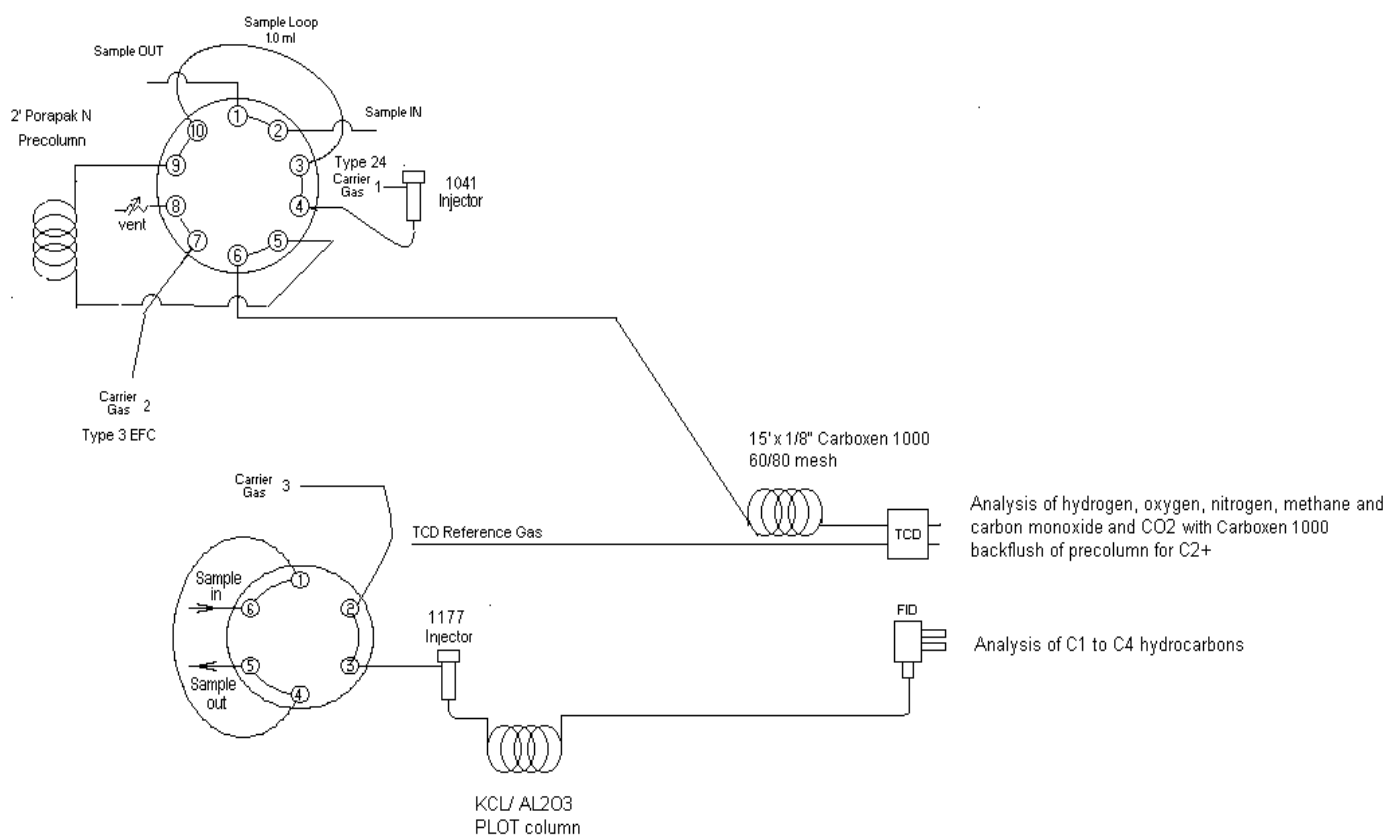 Sample Loop
1.0 ml
Sample OUT
Sample IN
2' Porapak N
Precolumn
1
2
3
4
5
6
7
8
9
10
Type 24
Carrier
Gas 1
1041
Injector
vent
Carrier
Gas 2
Type 3 EFC
15' x 1/8" Carboxen 1000
60/80 mesh
Carrier
Gas 3
TCD Reference Gas
TCD
Analysis of hydrogen, oxygen, nitrogen, methane and
carbon monoxide and CO2 with Carboxen 1000
backflush of precolumn for C2+
Sample
in
1
2
3
4
5
6
Sample
out
1177
Injector
FID
Analysis of C1 to C4 hydrocarbons
KCL/ AL2O3
PLOT column